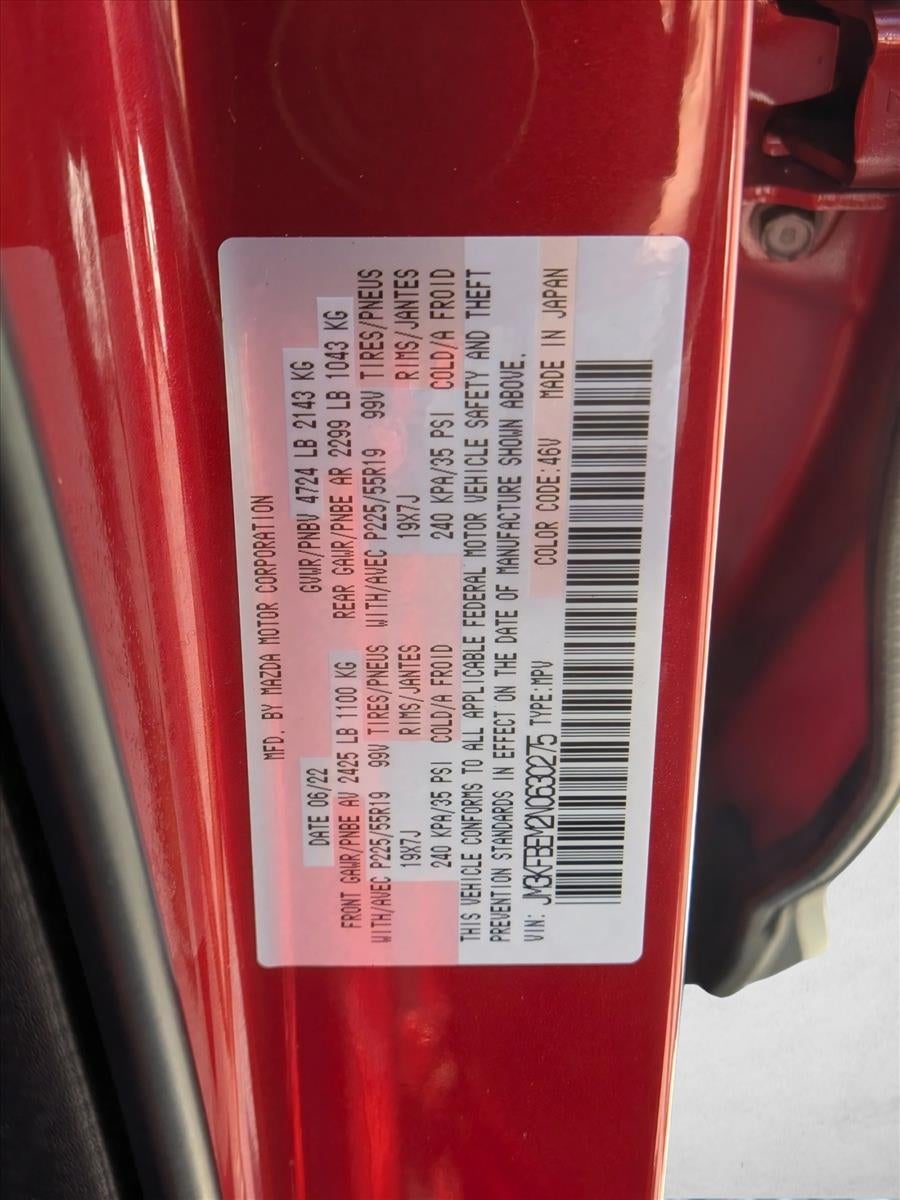 MFD. BY MAZDA MOTOR CORPORATION
DATE 06/22 GVWR/PNBV 4724 LB 2143 KG
FRONT GAWR/PNBE AV 2425 LB 1100 KG REAR GAWR/PNBE AR 2299 LB 1043 KG
WITH/AVEC P225/55R19 99V TIRES/PNEUS WITH/AVEC P225/55R19 99V TIRES/PNEUS
19X7J RIMS/JANTES 19X7J RIMS/JANTES
240 KPA/35 PSI COLD/A FROID 240 KPA/35 PSI COLD/A FROID
THIS VEHICLE CONFORMS TO ALL APPLICABLE FEDERAL MOTOR VEHICLE SAFETY AND THEFT
PREVENTION STANDARDS IN EFFECT ON THE DATE OF MANUFACTURE SHOWN ABOVE.
VIN: JM3KFBEM2N0630275 TYPE:MPV COLOR CODE:46V MADE IN JAPAN